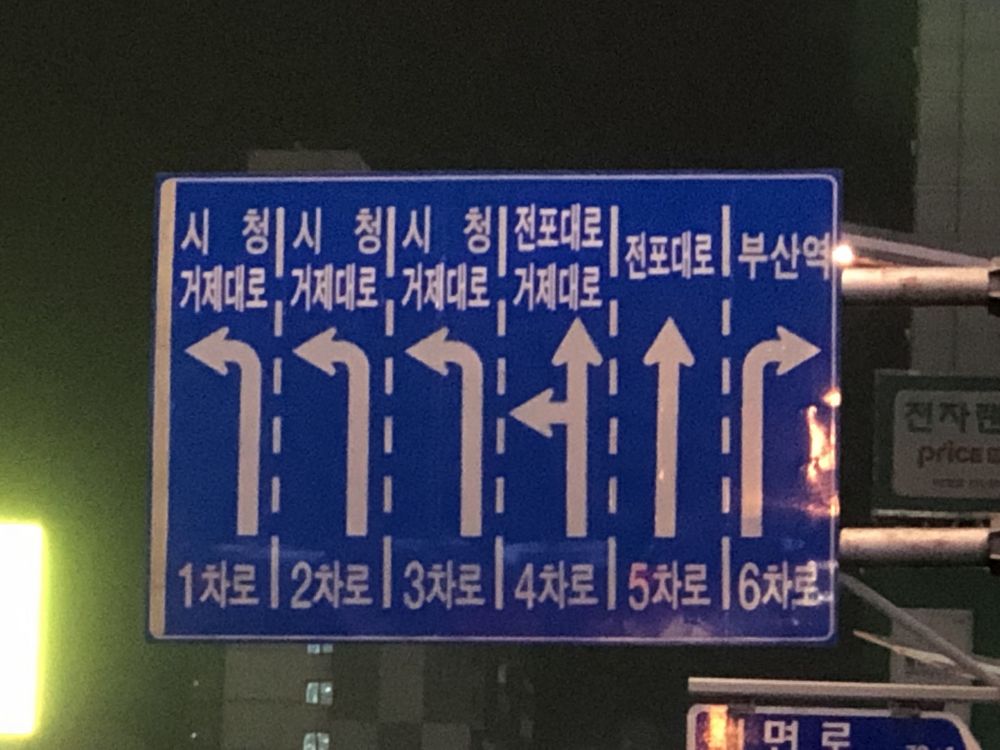 시 청 시 청 시 청 전포대로 전포대로 부산역
거제대로 거제대로 거제대로 거제대로
1차로 2차로 3차로 4차로 5차로 6차로
price
면로